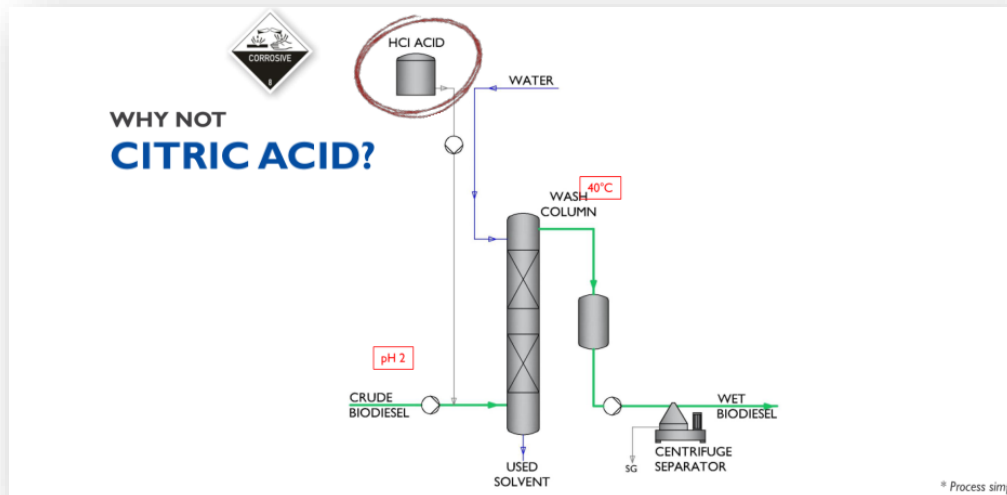 CORROSIVE
8
HCl ACID
WATER
WHY NOT
CITRIC ACID?
40°C
WASH
COLUMN
pH 2
CRUDE
BIODIESEL
WET
BIODIESEL
CENTRIFUGE
SEPARATOR
SG
USED
SOLVENT
* Process